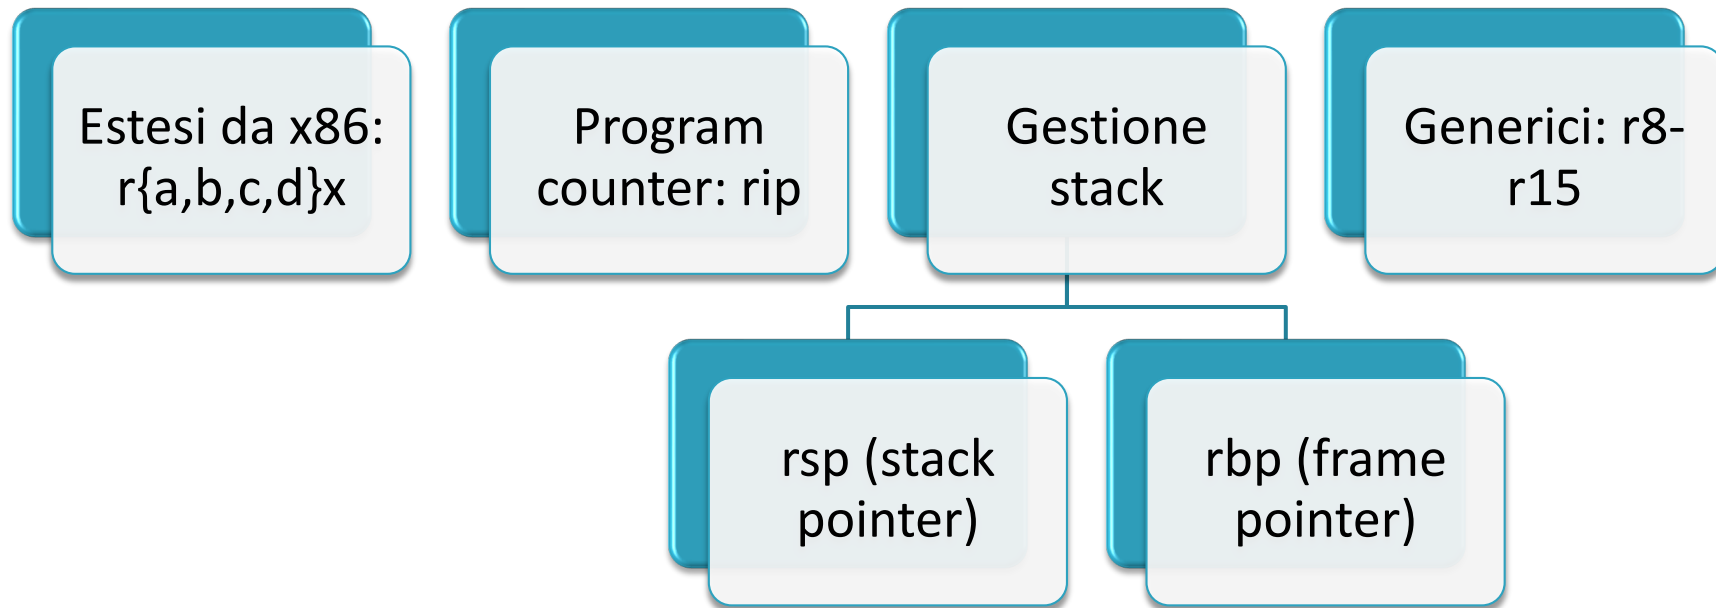 Estesi da x86:
r{a,b,c,d}x
Program
counter: rip
Gestione
stack
Generici: r8-
r15
rsp (stack
pointer)
rbp (frame
pointer)